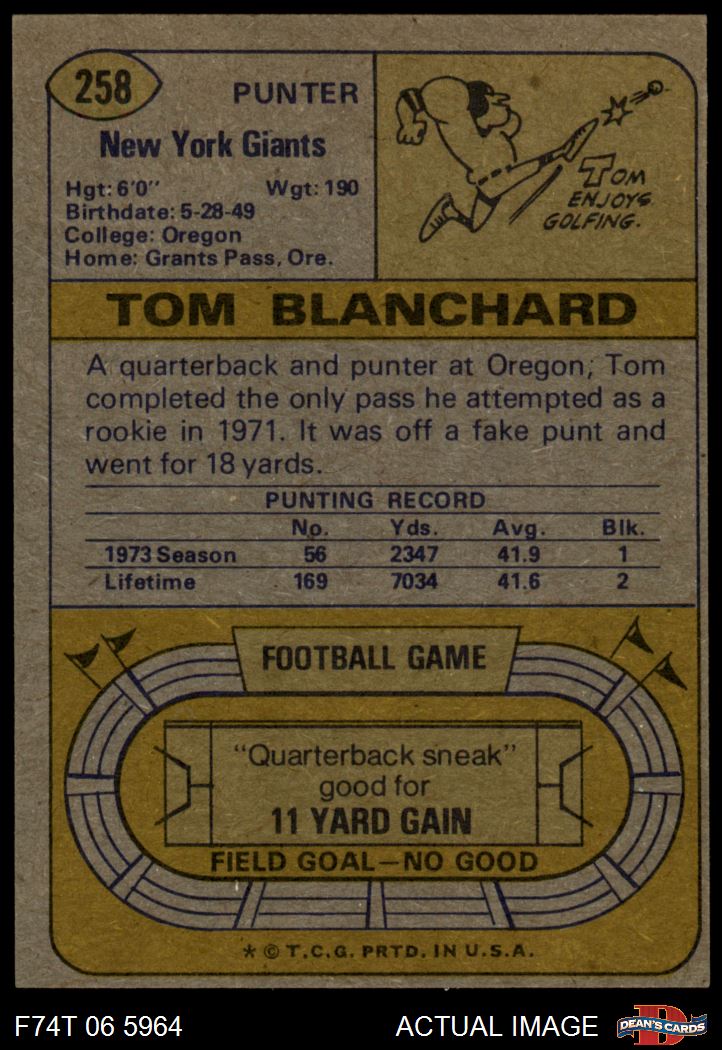 258
PUNTER
New York Giants
Hgt: 6'0" Wgt: 190
Birthdate: 5-28-49
College: Oregon
Home: Grants Pass, Ore.
TOM
ENJOYS
GOLFING.
TOM BLANCHARD
A quarterback and punter at Oregon, Tom
completed the only pass he attempted as a
rookie in 1971. It was off a fake punt and
went for 18 yards.
PUNTING RECORD
No. Yds. Avg. Blk.
1973 Season 56 2347 41.9 1
Lifetime 169 7034 41.6 2
FOOTBALL GAME
"Quarterback sneak"
good for
11 YARD GAIN
FIELD GOAL—NO GOOD
* © T.C.G. PRTD. IN U.S.A.
F74T 06 5964 ACTUAL IMAGE D DEAN'S CARDS